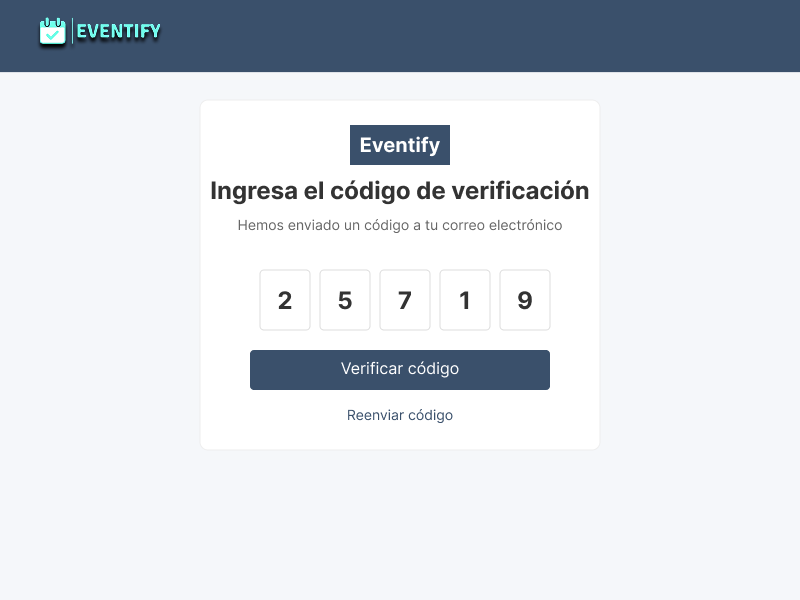 EVENTIFY
Eventify
Ingresa el código de verificación
Hemos enviado un código a tu correo electrónico
2 5 7 1 9
Verificar código
Reenviar código